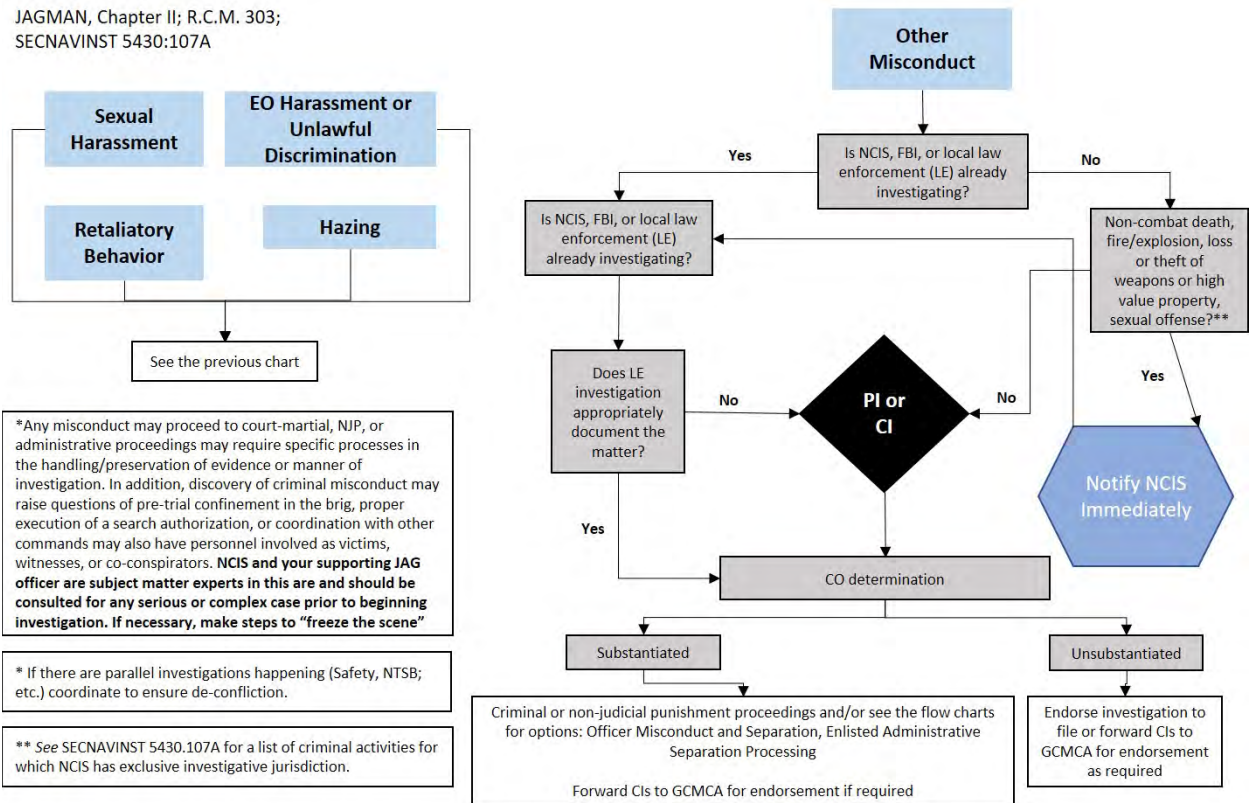 JAGMAN, Chapter II; R.C.M. 303;
SECNAVINST 5430:107A
Sexual
Harassment
EO Harassment or
Unlawful
Discrimination
Retaliatory
Behavior
Hazing
See the previous chart
*Any misconduct may proceed to court-martial, NJP, or
administrative proceedings may require specific processes in
the handling/preservation of evidence or manner of
investigation. In addition, discovery of criminal misconduct may
raise questions of pre-trial confinement in the brig, proper
execution of a search authorization, or coordination with other
commands may also have personnel involved as victims,
witnesses, or co-conspirators. NCIS and your supporting JAG
officer are subject matter experts in this are and should be
consulted for any serious or complex case prior to beginning
investigation. If necessary, make steps to “freeze the scene”
* If there are parallel investigations happening (Safety, NTSB;
etc.) coordinate to ensure de-confliction.
** See SECNAVINST 5430.107A for a list of criminal activities for
which NCIS has exclusive investigative jurisdiction.
Other
Misconduct
Is NCIS, FBI, or local law
enforcement (LE) already
investigating?
Yes
No
Is NCIS, FBI, or local law
enforcement (LE)
already investigating?
Non-combat death,
fire/explosion, loss
or theft of
weapons or high
value property,
sexual offense?**
Does LE
investigation
appropriately
document the
matter?
No
PI or
CI
No
Yes
Notify NCIS
Immediately
Yes
CO determination
Substantiated
Unsubstantiated
Criminal or non-judicial punishment proceedings and/or see the flow charts
for options: Officer Misconduct and Separation, Enlisted Administrative
Separation Processing
Forward CIs to GCMCA for endorsement if required
Endorse investigation to
file or forward CIs to
GCMCA for endorsement
as required